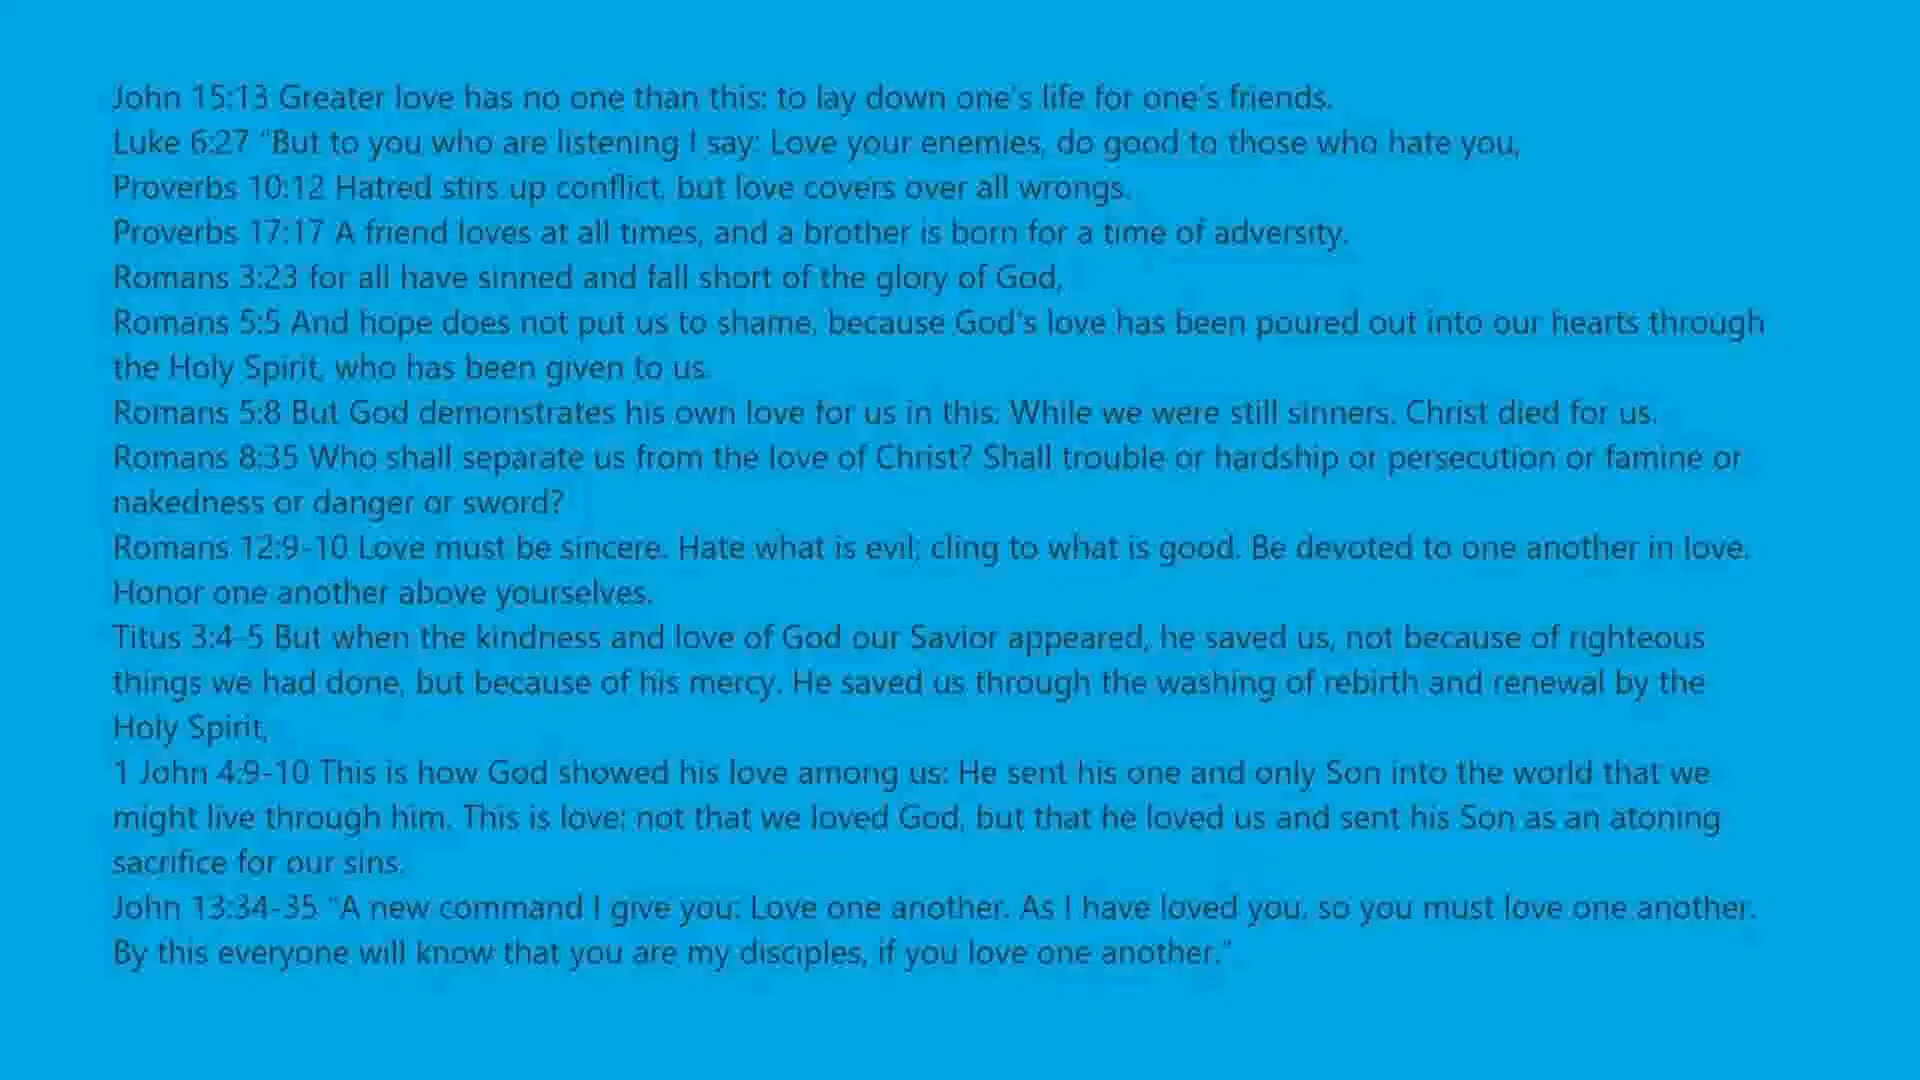 John 15:13 Greater love has no one than this: to lay down one's life for one's friends.
Luke 6:27 "But to you who are listening I say: Love your enemies, do good to those who hate you,
Proverbs 10:12 Hatred stirs up conflict, but love covers over all wrongs.
Proverbs 17:17 A friend loves at all times, and a brother is born for a time of adversity.
Romans 3:23 for all have sinned and fall short of the glory of God,
Romans 5:5 And hope does not put us to shame, because God's love has been poured out into our hearts through
the Holy Spirit, who has been given to us.
Romans 5:8 But God demonstrates his own love for us in this: While we were still sinners, Christ died for us.
Romans 8:35 Who shall separate us from the love of Christ? Shall trouble or hardship or persecution or famine or
nakedness or danger or sword?
Romans 12:9-10 Love must be sincere. Hate what is evil; cling to what is good. Be devoted to one another in love.
Honor one another above yourselves.
Titus 3:4-5 But when the kindness and love of God our Savior appeared, he saved us, not because of righteous
things we had done, but because of his mercy. He saved us through the washing of rebirth and renewal by the
Holy Spirit,
1 John 4:9-10 This is how God showed his love among us: He sent his one and only Son into the world that we
might live through him. This is love: not that we loved God, but that he loved us and sent his Son as an atoning
sacrifice for our sins.
John 13:34-35 "A new command I give you: Love one another. As I have loved you, so you must love one another.
By this everyone will know that you are my disciples, if you love one another."